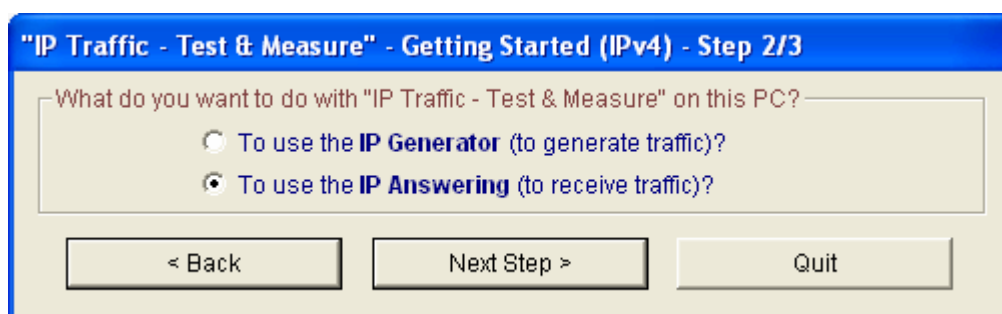 "IP Traffic - Test & Measure" - Getting Started (IPv4) - Step 2/3
What do you want to do with "IP Traffic - Test & Measure" on this PC?
To use the IP Generator (to generate traffic)?
To use the IP Answering (to receive traffic)?
< Back Next Step > Quit